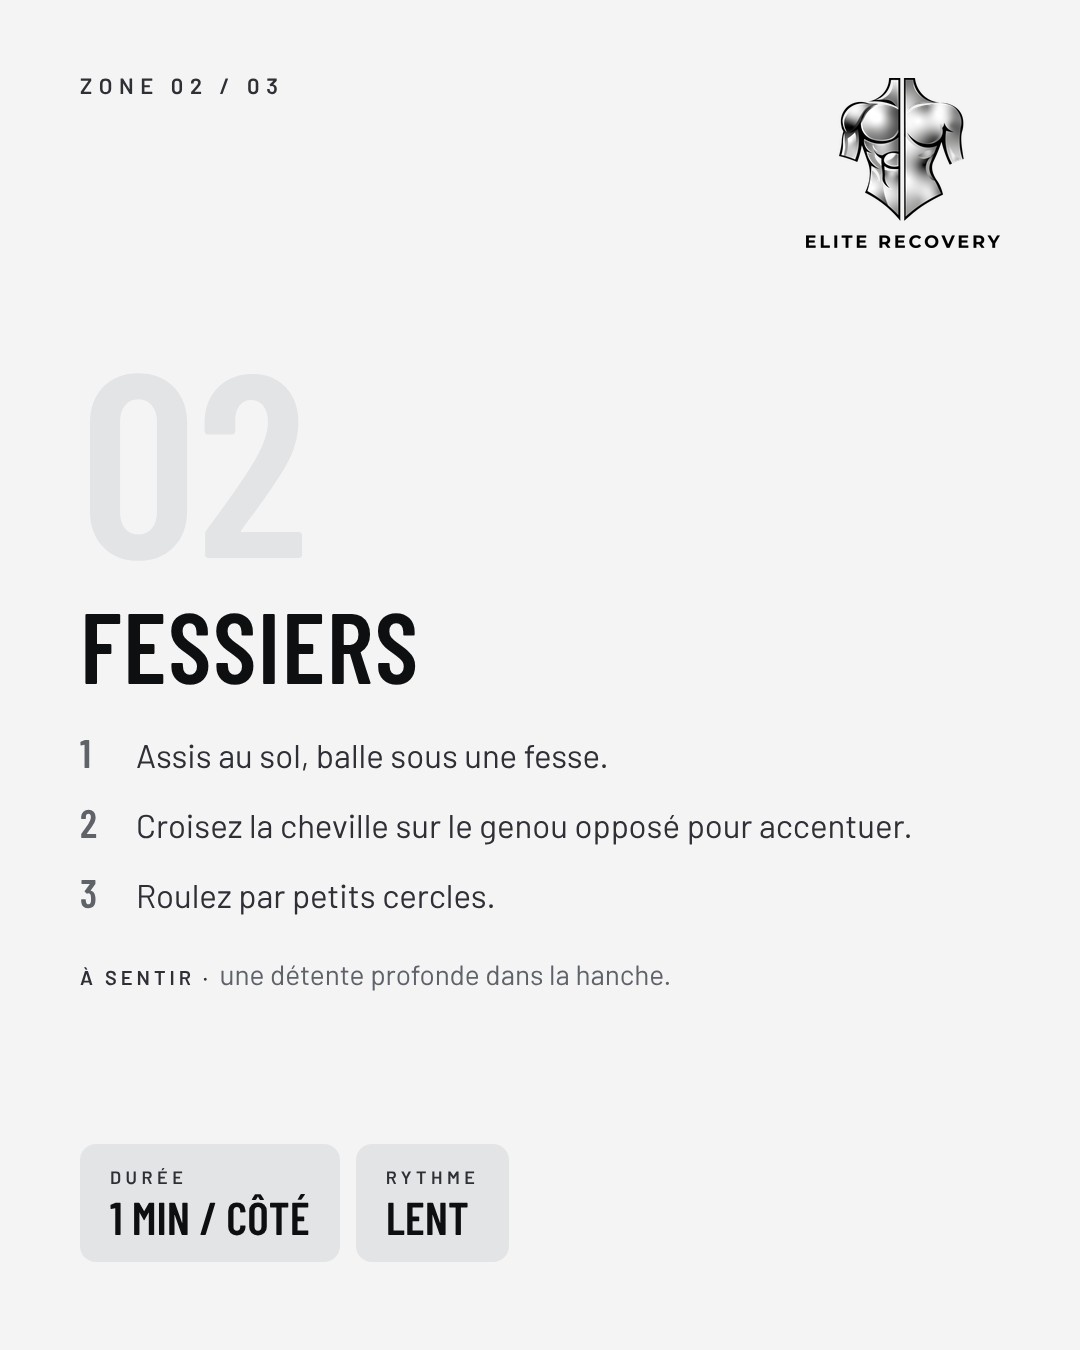 ZONE 02 / 03
ELITE RECOVERY
02
FESSIERS
1 Assis au sol, balle sous une fesse.
2 Croisez la cheville sur le genou opposé pour accentuer.
3 Roulez par petits cercles.
À SENTIR · une détente profonde dans la hanche.
DURÉE
1 MIN / CÔTÉ
RYTHME
LENT